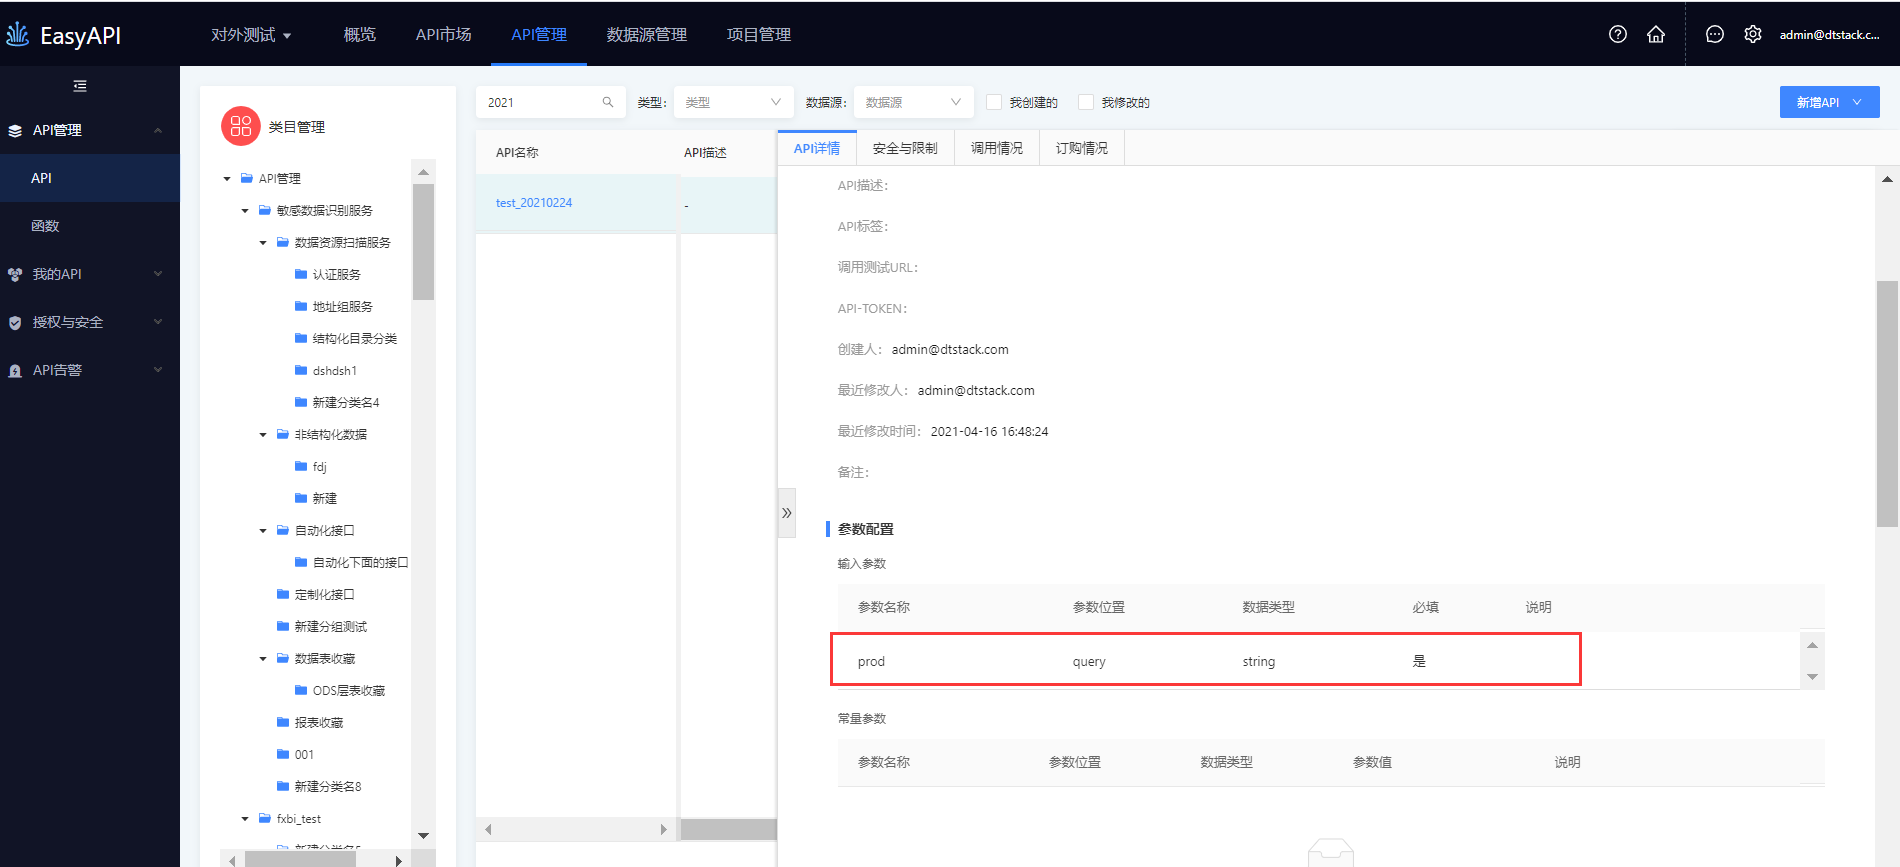 EasyAPI
对外测试
概览
API市场
API管理
数据源管理
项目管理
admin@dtstack.c...
API管理
API
函数
我的API
授权与安全
API告警
类目管理
API管理
敏感数据识别服务
数据资源扫描服务
认证服务
地址组服务
结构化目录分类
dshdsh1
新建分类名4
非结构化数据
fdj
新建
自动化接口
自动化下面的接口
定制化接口
新建分组测试
数据表收藏
ODS层表收藏
报表收藏
001
新建分类名8
fxbi_test
新建分类名5
2021
类型: 类型
数据源: 数据源
我创建的
我修改的
新增API
API名称 API描述
test_20210224 -
API详情 安全与限制 调用情况 订购情况
API描述:
API标签:
调用测试URL:
API-TOKEN:
创建人: admin@dtstack.com
最近修改人: admin@dtstack.com
最近修改时间: 2021-04-16 16:48:24
备注:
参数配置
输入参数
参数名称 参数位置 数据类型 必填 说明
prod query string 是
常量参数
参数名称 参数位置 数据类型 参数值 说明